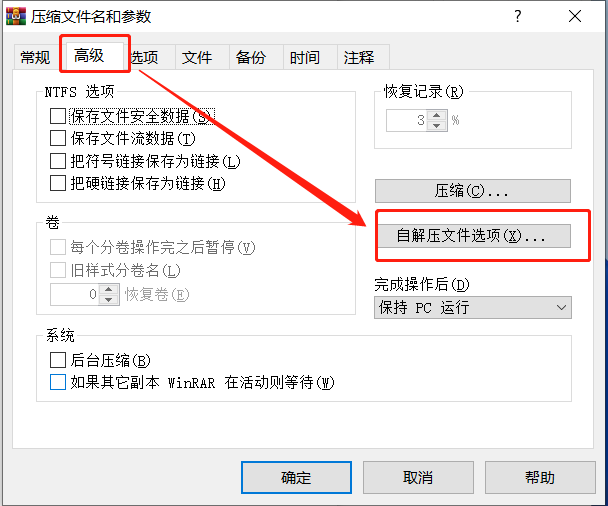 压缩文件名和参数
常规 高级 选项 文件 备份 时间 注释
NTFS 选项
保存文件安全数据(S)
保存文件流数据(T)
把符号链接保存为链接(L)
把硬链接保存为链接(H)
恢复记录(R)
3 %
压缩(C)...
自解压文件选项(X)...
卷
每个分卷操作完之后暂停(V)
旧样式分卷名(L)
0 恢复卷(E)
完成操作后(D)
保持 PC 运行
系统
后台压缩(B)
如果其它副本 WinRAR 在活动则等待(W)
确定 取消 帮助